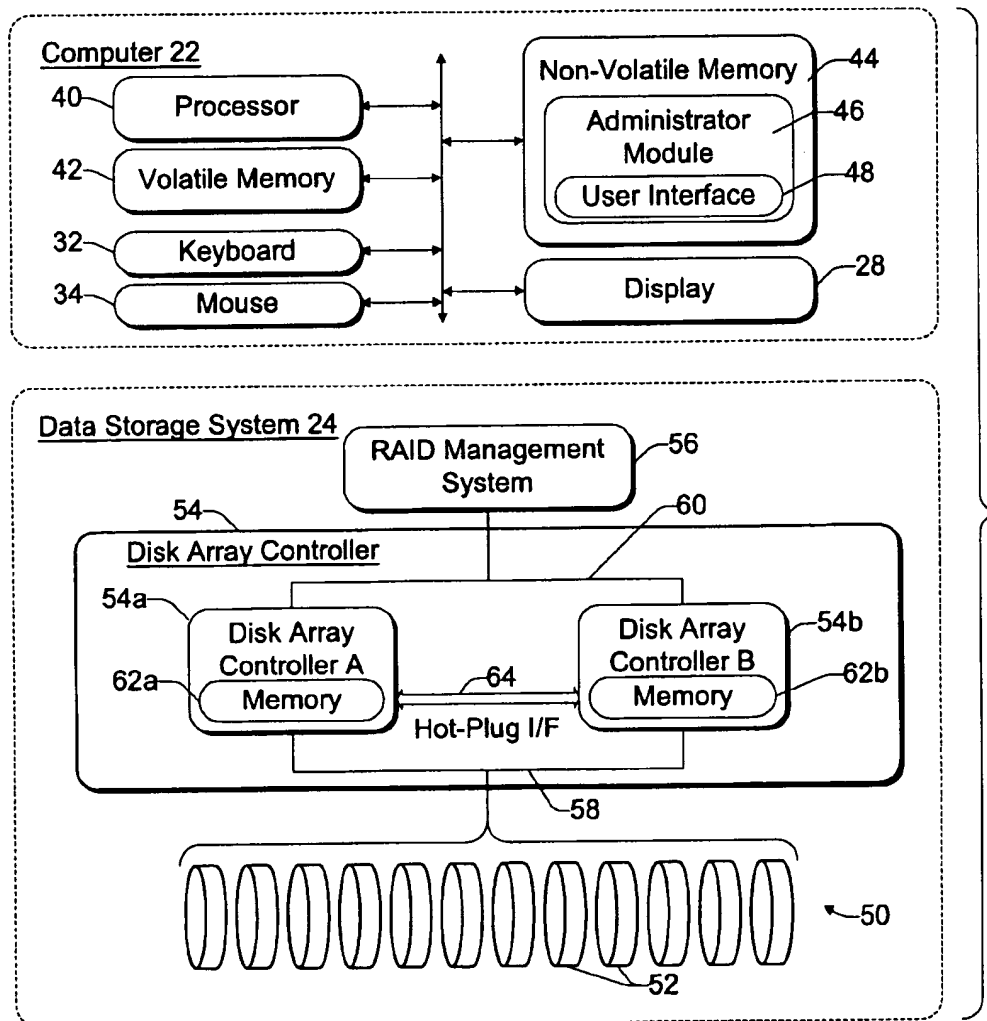 Computer 22
40
Processor
42
Volatile Memory
32
Keyboard
34
Mouse
Non-Volatile Memory
44
Administrator
Module
46
User Interface
48
Display
28
Data Storage System 24
RAID Management
System
56
54
60
Disk Array Controller
54a
Disk Array
Controller A
62a
Memory
64
Hot-Plug I/F
Disk Array
Controller B
54b
Memory
62b
58
50
52